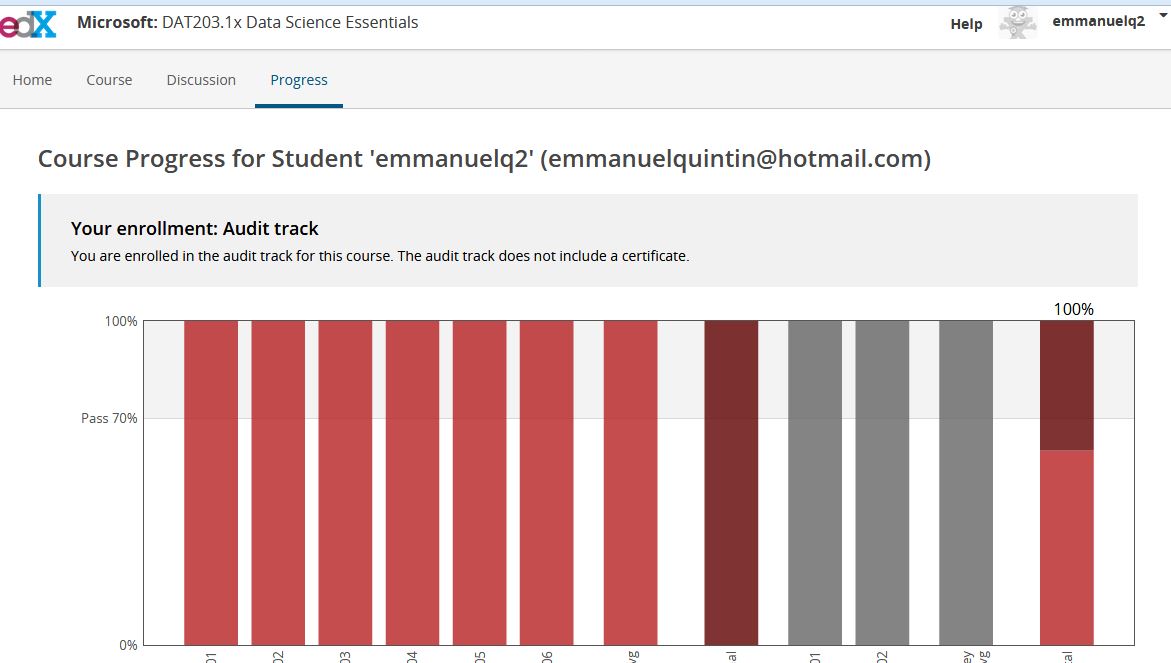 edX
Microsoft: DAT203.1x Data Science Essentials
Help
emmanuelq2
Home
Course
Discussion
Progress
Course Progress for Student 'emmanuelq2' (emmanuelquintin@hotmail.com)
Your enrollment: Audit track
You are enrolled in the audit track for this course. The audit track does not include a certificate.
100%
100%
Pass 70%
0%
01
02
03
04
05
06
vg
al
01
02
ey
vg
tal